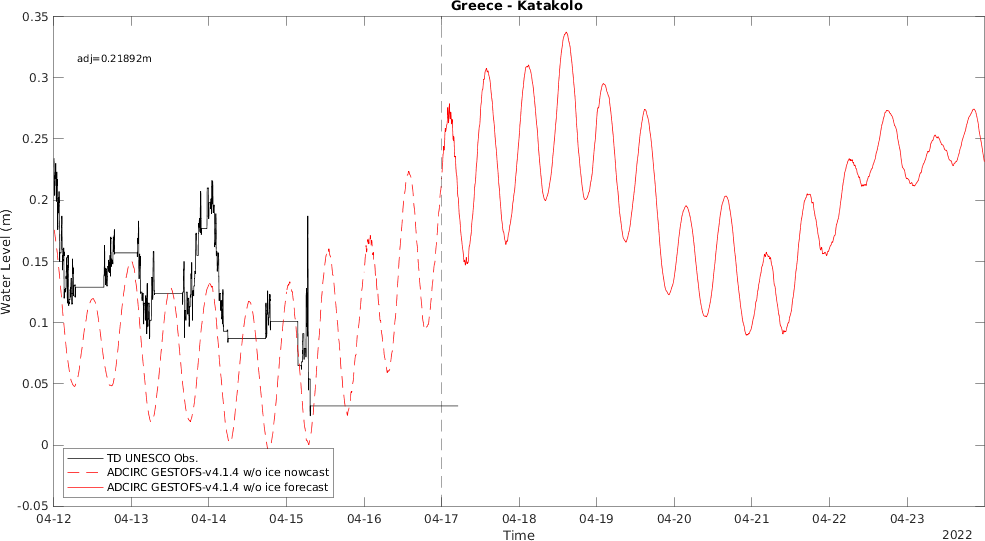 Greece - Katakolo
adj=0.21892m
0.35
0.3
0.25
0.2
0.15
0.1
0.05
0
-0.05
Water Level (m)
TD UNESCO Obs.
ADCIRC GESTOFS-v4.1.4 w/o ice nowcast
ADCIRC GESTOFS-v4.1.4 w/o ice forecast
04-12 04-13 04-14 04-15 04-16 04-17 04-18 04-19 04-20 04-21 04-22 04-23
Time
2022